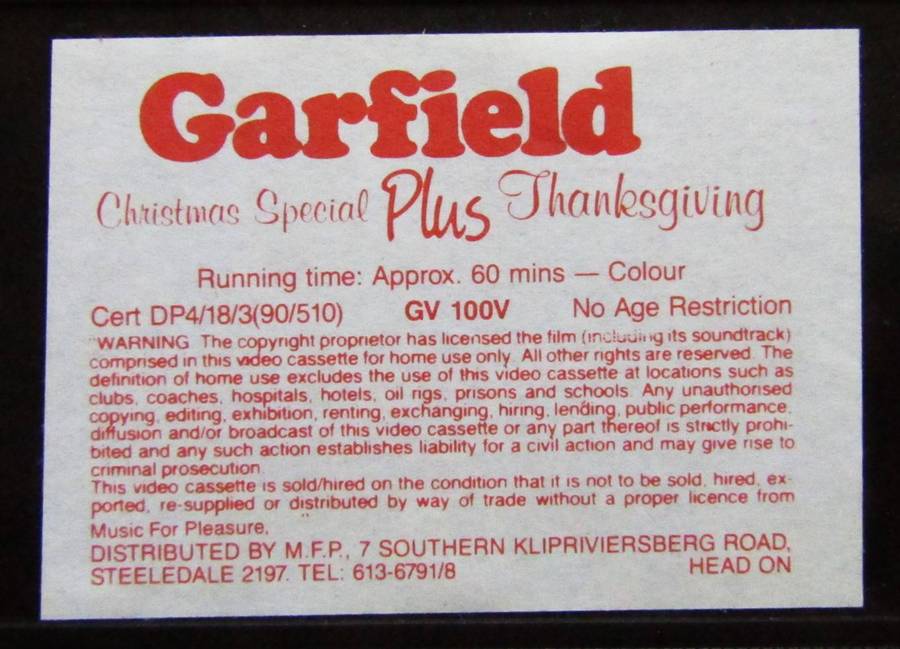 Garfield
Christmas Special Plus Thanksgiving
Running time: Approx. 60 mins — Colour
Cert DP4/18/3(90/510) GV 100V No Age Restriction
"WARNING The copyright proprietor has licensed the film (including its soundtrack)
comprised in this video cassette for home use only. All other rights are reserved. The
definition of home use excludes the use of this video cassette at locations such as
clubs, coaches, hospitals, hotels, oil rigs, prisons and schools. Any unauthorised
copying, editing, exhibition, renting, exchanging, hiring, lending, public performance,
diffusion and/or broadcast of this video cassette or any part thereof is strictly prohi-
bited and any such action establishes liability for a civil action and may give rise to
criminal prosecution.
This video cassette is sold/hired on the condition that it is not to be sold, hired, ex-
ported, re-supplied or distributed by way of trade without a proper licence from
Music For Pleasure,
DISTRIBUTED BY M.F.P., 7 SOUTHERN KLIPRIVIERSBERG ROAD,
STEELEDALE 2197. TEL: 613-6791/8 HEAD ON